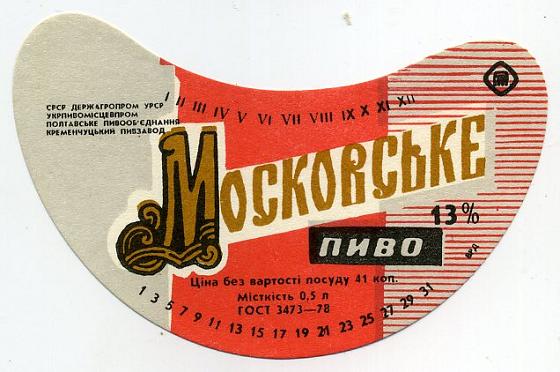 СРСР ДЕРЖАГРОПРОМ УРСР
УКРПИВОМІСЦЕВПРОМ
ПОЛТАВСЬКЕ ПИВООБ'ЄДНАННЯ
КРЕМЕНЧУЦЬКИЙ ПИВЗАВОД
I II III IV V VI VII VIII IX X XI XII
МОСКОВСЬКЕ
13%
ПИВО
Ціна без вартості посуду 41 коп.
Місткість 0,5 л
ГОСТ 3473—78
1 3 5 7 9 11 13 15 17 19 21 23 25 27 29 31